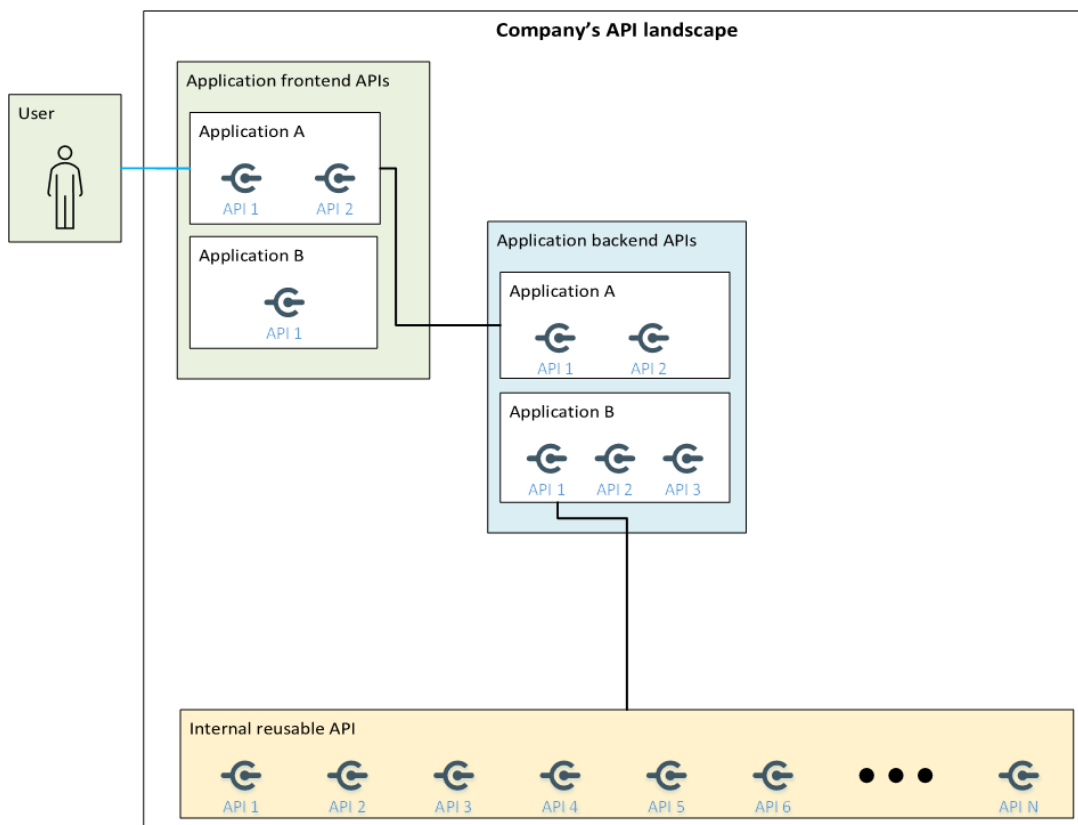 Company's API landscape
Application frontend APIs
User
Application A
API 1 API 2
Application B
API 1
Application backend APIs
Application A
API 1 API 2
Application B
API 1 API 2 API 3
Internal reusable API
API 1 API 2 API 3 API 4 API 5 API 6 API N